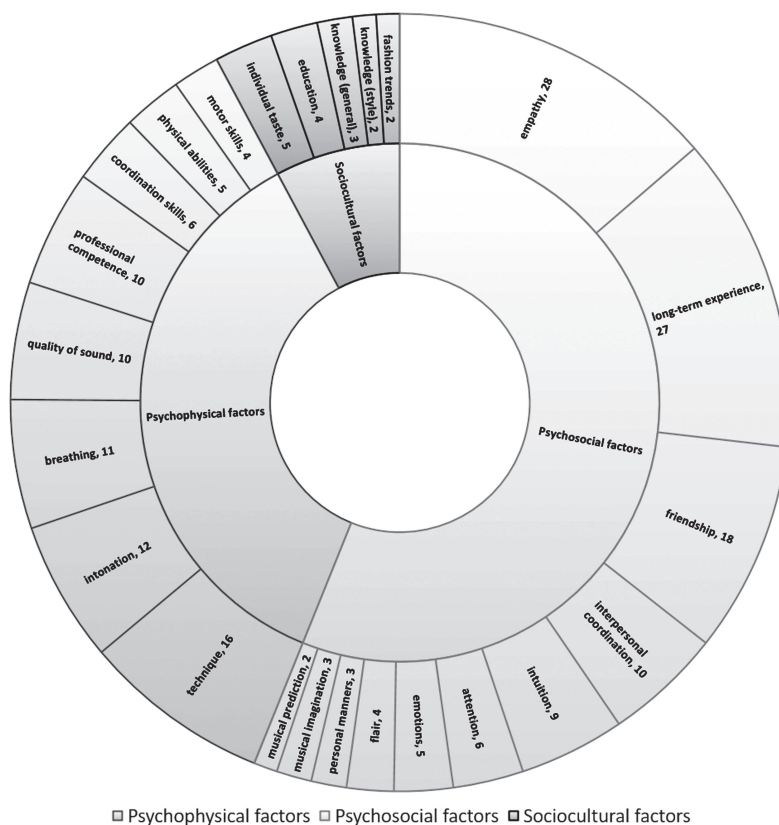 empathy, 28
long-term experience,
27
friendship, 18
interpersonal
coordination, 10
intuition, 9
attention, 6
emotions, 5
flair, 4
personal manners, 3
musical imagination, 3
musical prediction, 2
technique, 16
intonation, 12
breathing, 11
quality of sound, 10
professional
competence, 10
coordination skills, 6
physical abilities, 5
motor skills, 4
individual taste, 5
education, 4
knowledge (general), 3
knowledge (style), 2
fashion trends, 2
Sociocultural factors
Psychophysical factors
Psychosocial factors
Psychophysical factors
Psychosocial factors
Sociocultural factors